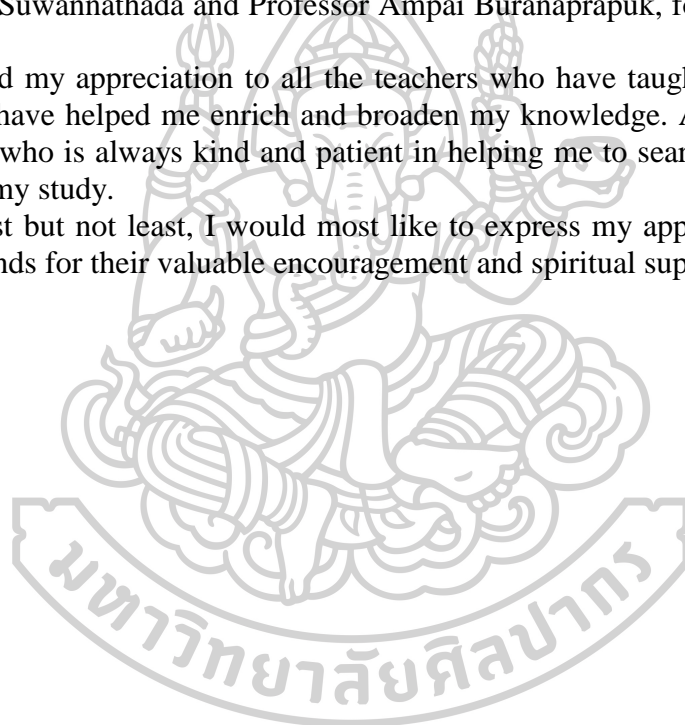 Suwannathada and Professor Ampai Buranaprapuk, fo
d my appreciation to all the teachers who have taugh
have helped me enrich and broaden my knowledge. A
who is always kind and patient in helping me to sear
my study.
st but not least, I would most like to express my app
nds for their valuable encouragement and spiritual sup
มหาวิทยาลัยศิลปากร